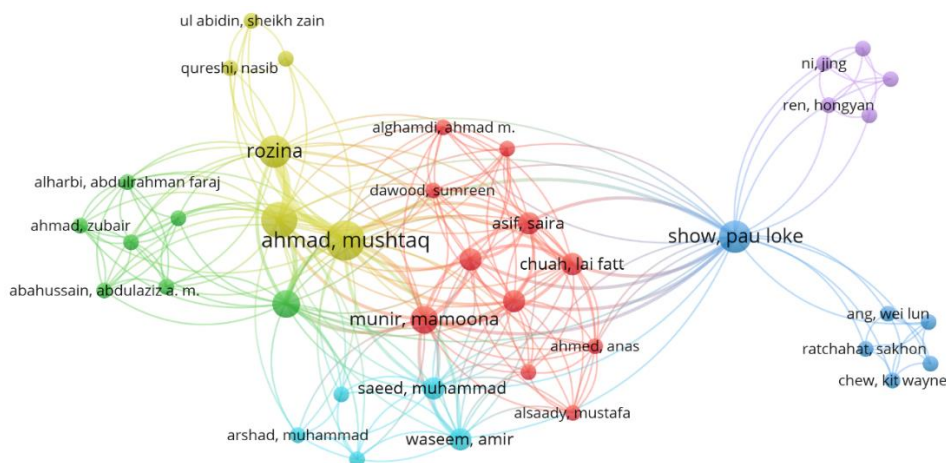 ul abidin, sheikh zain
qureshi, nasib
rozina
alharbi, abdulrahman faraj
ahmad, zubair
abahussain, abdulaziz a. m.
ahmad, mushtaq
alghamdi, ahmad m.
dawood, sumreen
asif, saira
chuah, lai fatt
munir, mamoona
ahmed, anas
saeed, muhammad
alsaady, mustafa
arshad, muhammad
waseem, amir
ni, jing
ren, hongyan
show, pau loke
ang, wei lun
ratchahat, sakhon
chew, kit wayne